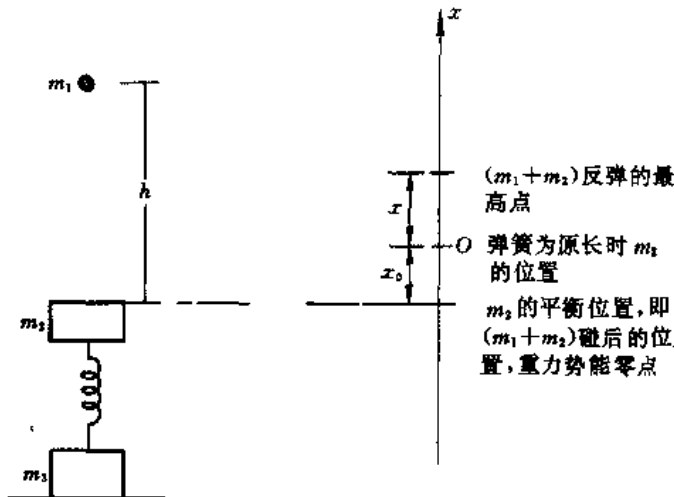 x
m₁
h
(m₁+m₂)反弹的最
高点
x
O 弹簧为源长时 m₂
的位置
x₀
m₂的平衡位置,即
(m₁+m₂)碰后的位
置,重力势能零点
m₂
m₃